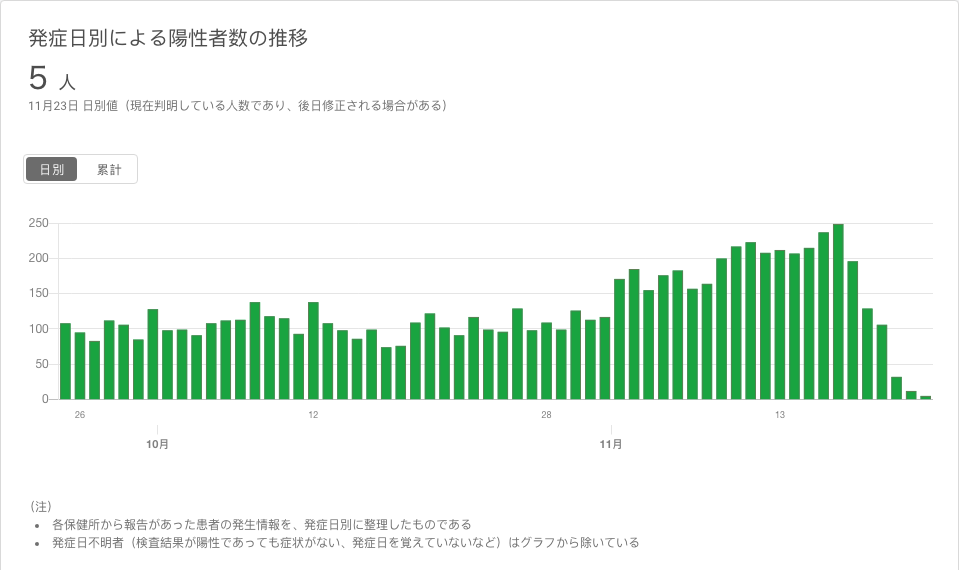 発症日別による陽性者数の推移
5 人
11月23日 日別値（現在判明している人数であり、後日修正される場合がある）
日別 累計
250
200
150
100
50
0
26 12 28 13
10月 11月
（注）
• 各保健所から報告があった患者の発生情報を、発症日別に整理したものである
• 発症日不明者（検査結果が陽性であっても症状がない、発症日を覚えていないなど）はグラフから除いている